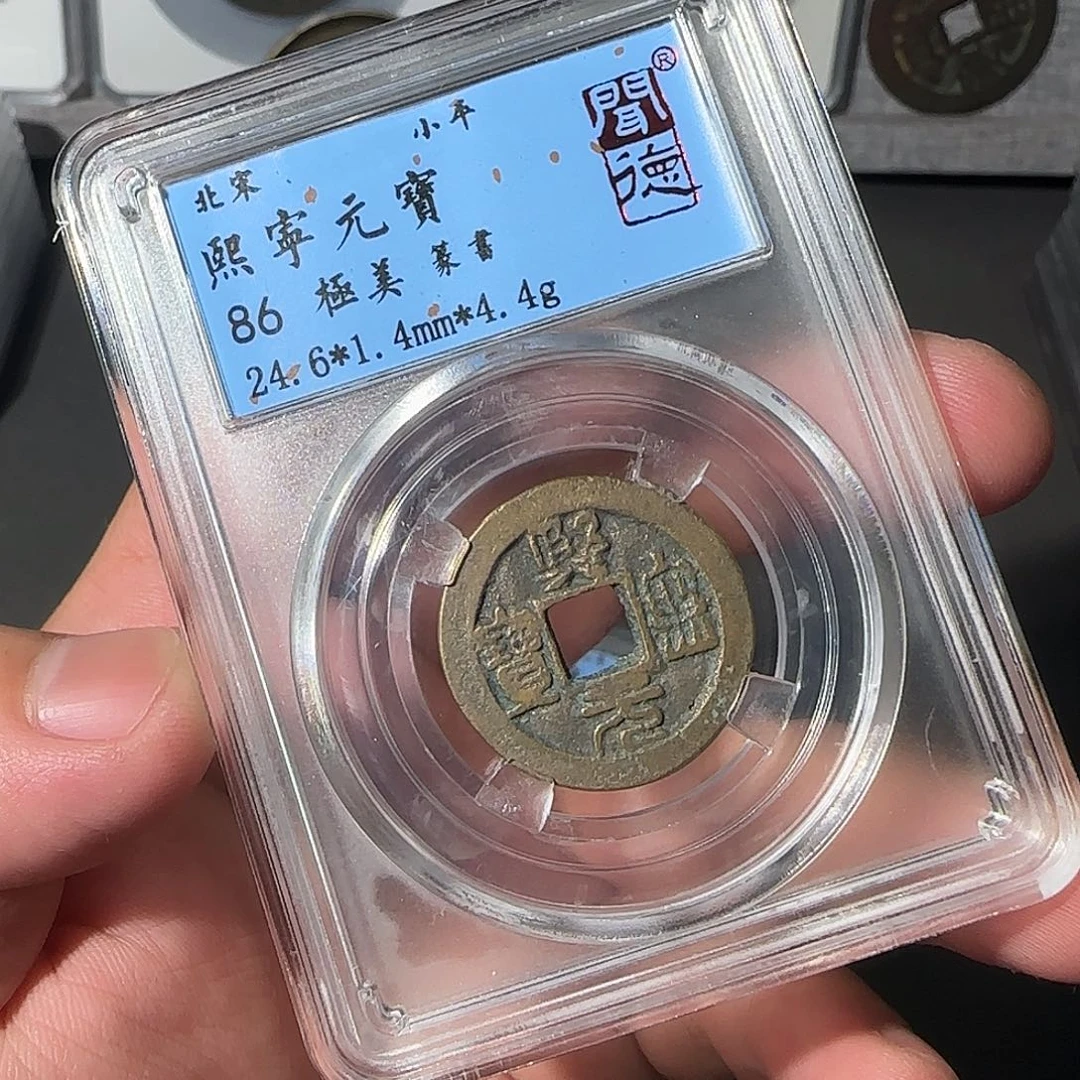 北宋 小平
熙寧元寶
86 極美 篆書
24.6*1.4mm*4.4g
聞德®
熙寧元寶